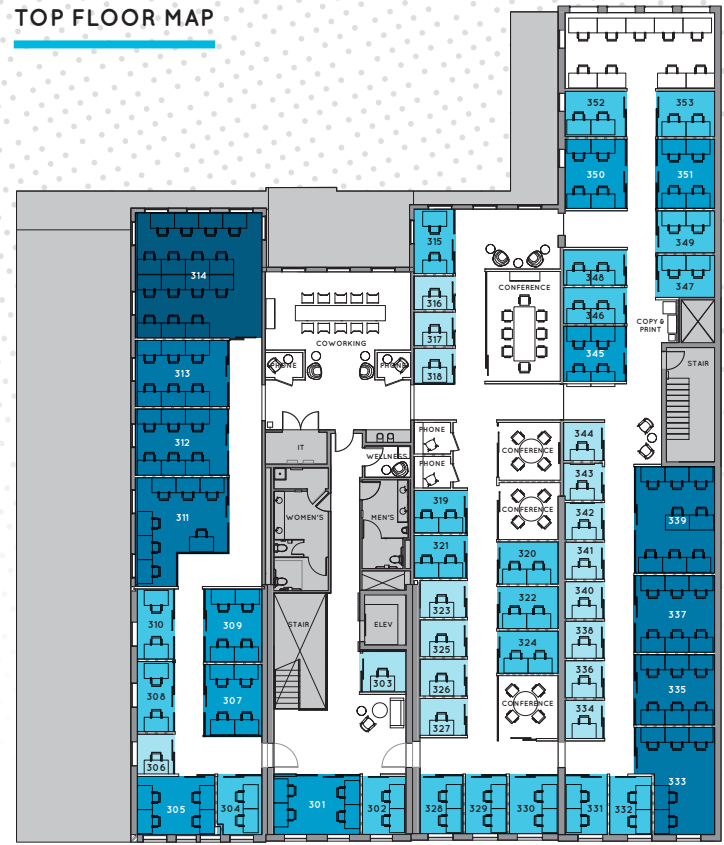 TOP FLOOR MAP
352
353
350
351
314
315
349
348
347
CONFERENCE
316
346
COPY &
PRINT
317
COWORKING
345
313
PHONE
PHONE
318
STAIR
PHONE
344
312
IT
CONFERENCE
WELLNESS
PHONE
343
319
342
311
WOMEN'S
MEN'S
CONFERENCE
339
321
320
341
310
309
323
322
340
337
STAIR
ELEV
325
324
338
303
308
307
326
336
335
CONFERENCE
327
334
306
333
305
304
301
302
328
329
330
331
332